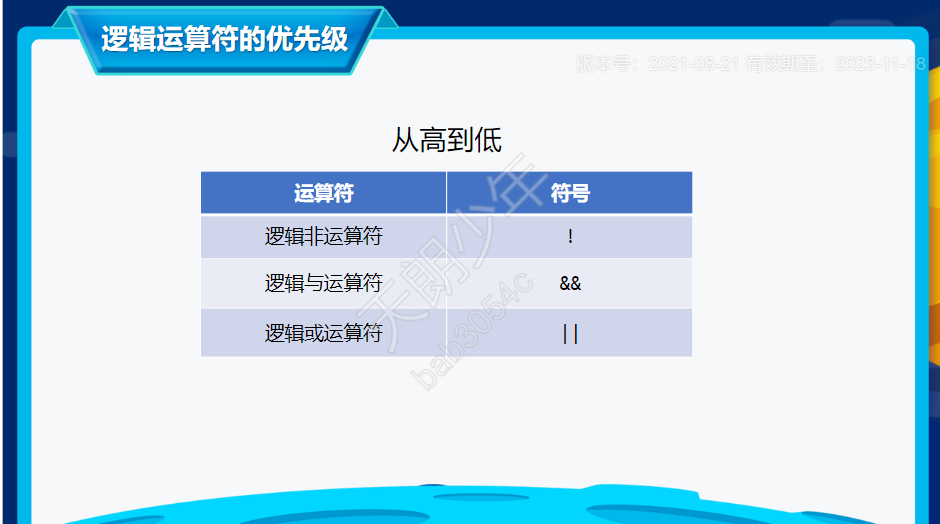 逻辑运算符的优先级
版本号：2021-08-21 有效期至：2023-11-18
从高到低
运算符 符号
逻辑非运算符 !
逻辑与运算符 &&
逻辑或运算符 ||
天朗少年
bab3054c